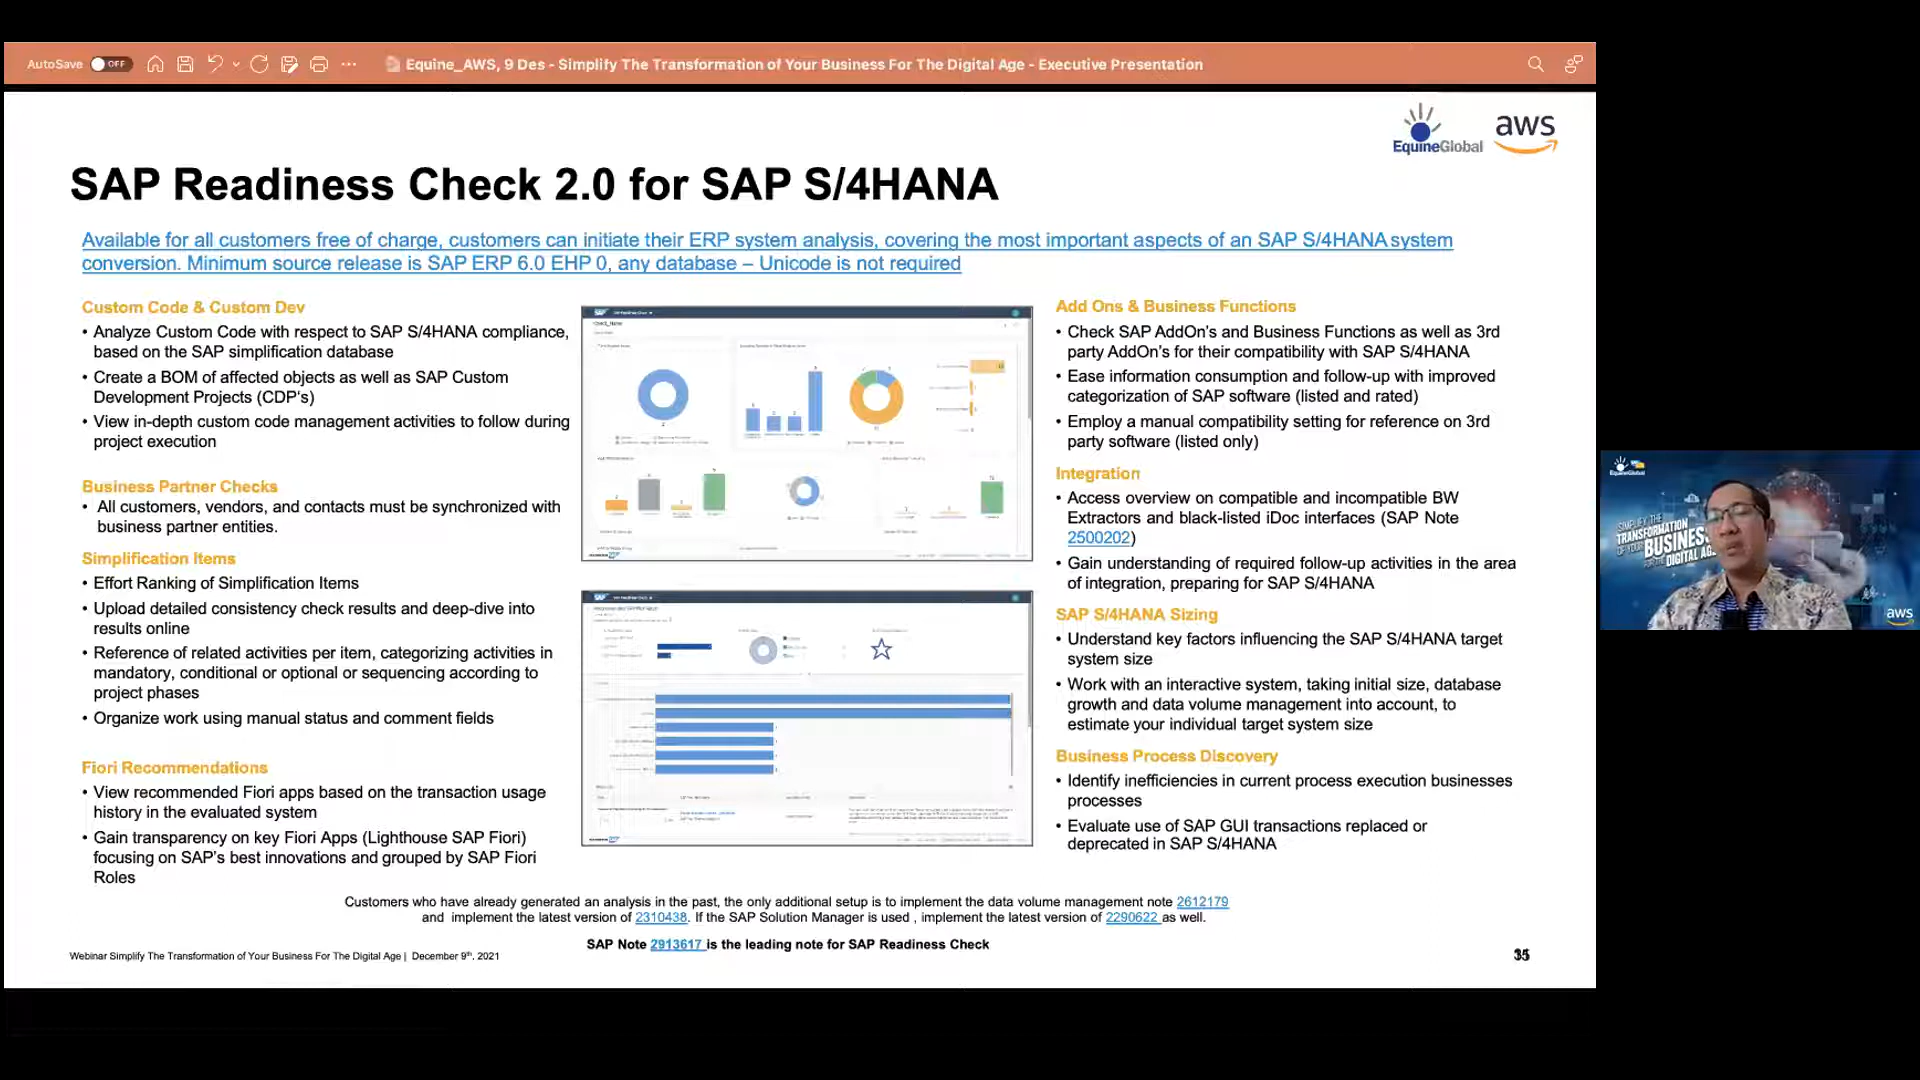 AutoSave OFF
Equine_AWS, 9 Des - Simplify The Transformation of Your Business For The Digital Age - Executive Presentation
EquineGlobal
aws
SAP Readiness Check 2.0 for SAP S/4HANA
Available for all customers free of charge, customers can initiate their ERP system analysis, covering the most important aspects of an SAP S/4HANA system
conversion. Minimum source release is SAP ERP 6.0 EHP 0, any database – Unicode is not required
Custom Code & Custom Dev
• Analyze Custom Code with respect to SAP S/4HANA compliance,
based on the SAP simplification database
• Create a BOM of affected objects as well as SAP Custom
Development Projects (CDP's)
• View in-depth custom code management activities to follow during
project execution
Business Partner Checks
• All customers, vendors, and contacts must be synchronized with
business partner entities.
Simplification Items
• Effort Ranking of Simplification Items
• Upload detailed consistency check results and deep-dive into
results online
• Reference of related activities per item, categorizing activities in
mandatory, conditional or optional or sequencing according to
project phases
• Organize work using manual status and comment fields
Fiori Recommendations
• View recommended Fiori apps based on the transaction usage
history in the evaluated system
• Gain transparency on key Fiori Apps (Lighthouse SAP Fiori)
focusing on SAP's best innovations and grouped by SAP Fiori
Roles
SAP
SAP
Add Ons & Business Functions
• Check SAP AddOn's and Business Functions as well as 3rd
party AddOn's for their compatibility with SAP S/4HANA
• Ease information consumption and follow-up with improved
categorization of SAP software (listed and rated)
• Employ a manual compatibility setting for reference on 3rd
party software (listed only)
Integration
• Access overview on compatible and incompatible BW
Extractors and black-listed iDoc interfaces (SAP Note
2500202)
• Gain understanding of required follow-up activities in the area
of integration, preparing for SAP S/4HANA
SAP S/4HANA Sizing
• Understand key factors influencing the SAP S/4HANA target
system size
• Work with an interactive system, taking initial size, database
growth and data volume management into account, to
estimate your individual target system size
Business Process Discovery
• Identify inefficiencies in current process execution businesses
processes
• Evaluate use of SAP GUI transactions replaced or
deprecated in SAP S/4HANA
Customers who have already generated an analysis in the past, the only additional setup is to implement the data volume management note 2612179
and implement the latest version of 2310438. If the SAP Solution Manager is used , implement the latest version of 2290622 as well.
SAP Note 2913617 is the leading note for SAP Readiness Check
Webinar Simplify The Transformation of Your Business For The Digital Age | December 9th, 2021
EquineGlobal
SIMPLIFY THE
TRANSFORMATION
OF YOUR BUSINESS
FOR THE DIGITAL AGE
aws